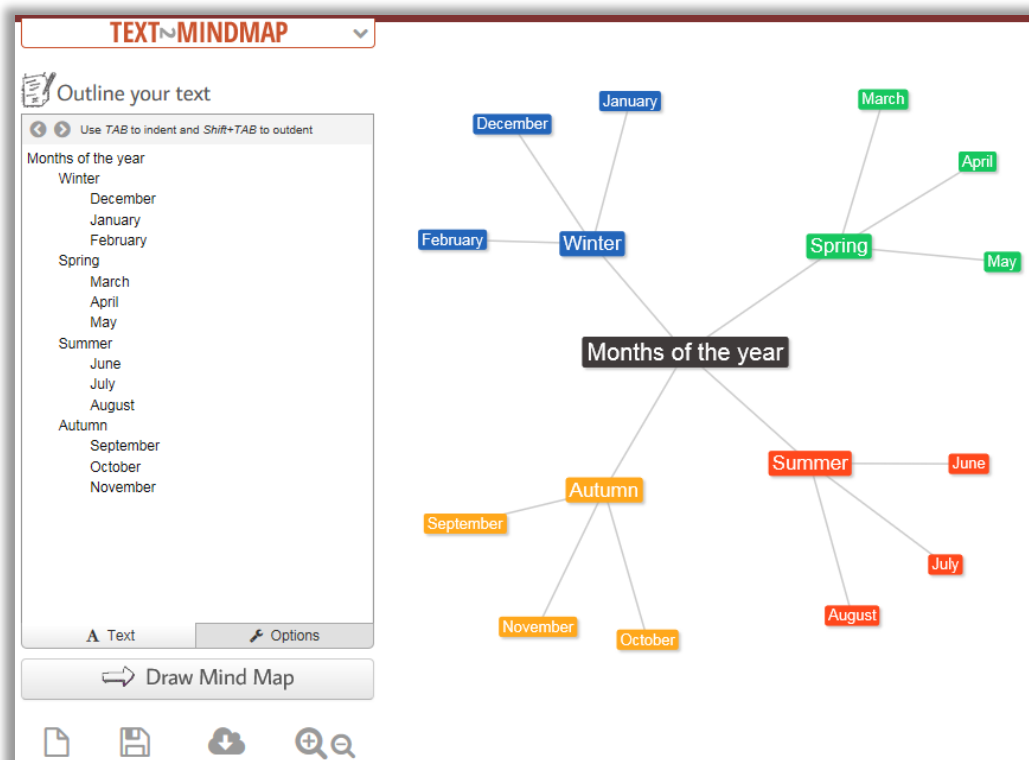 TEXT~MINDMAP
Outline your text
Use TAB to indent and Shift+TAB to outdent
Months of the year
Winter
December
January
February
Spring
March
April
May
Summer
June
July
August
Autumn
September
October
November
A Text
Options
Draw Mind Map
January
December
February
Winter
March
April
Spring
May
Months of the year
Summer
June
July
August
Autumn
September
November
October